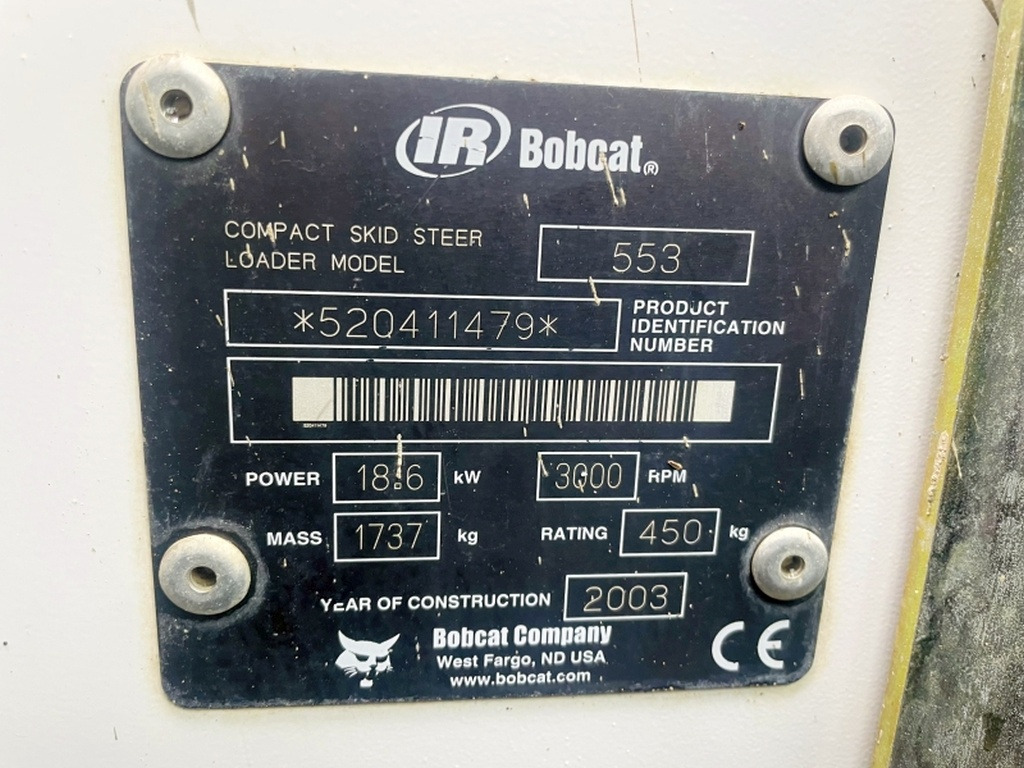 IR Bobcat®
COMPACT SKID STEER
LOADER MODEL
553
*520411479*
PRODUCT
IDENTIFICATION
NUMBER
POWER 18.6 kW 3000 RPM
MASS 1737 kg RATING 450 kg
YEAR OF CONSTRUCTION 2003
Bobcat Company
West Fargo, ND USA
www.bobcat.com
CE